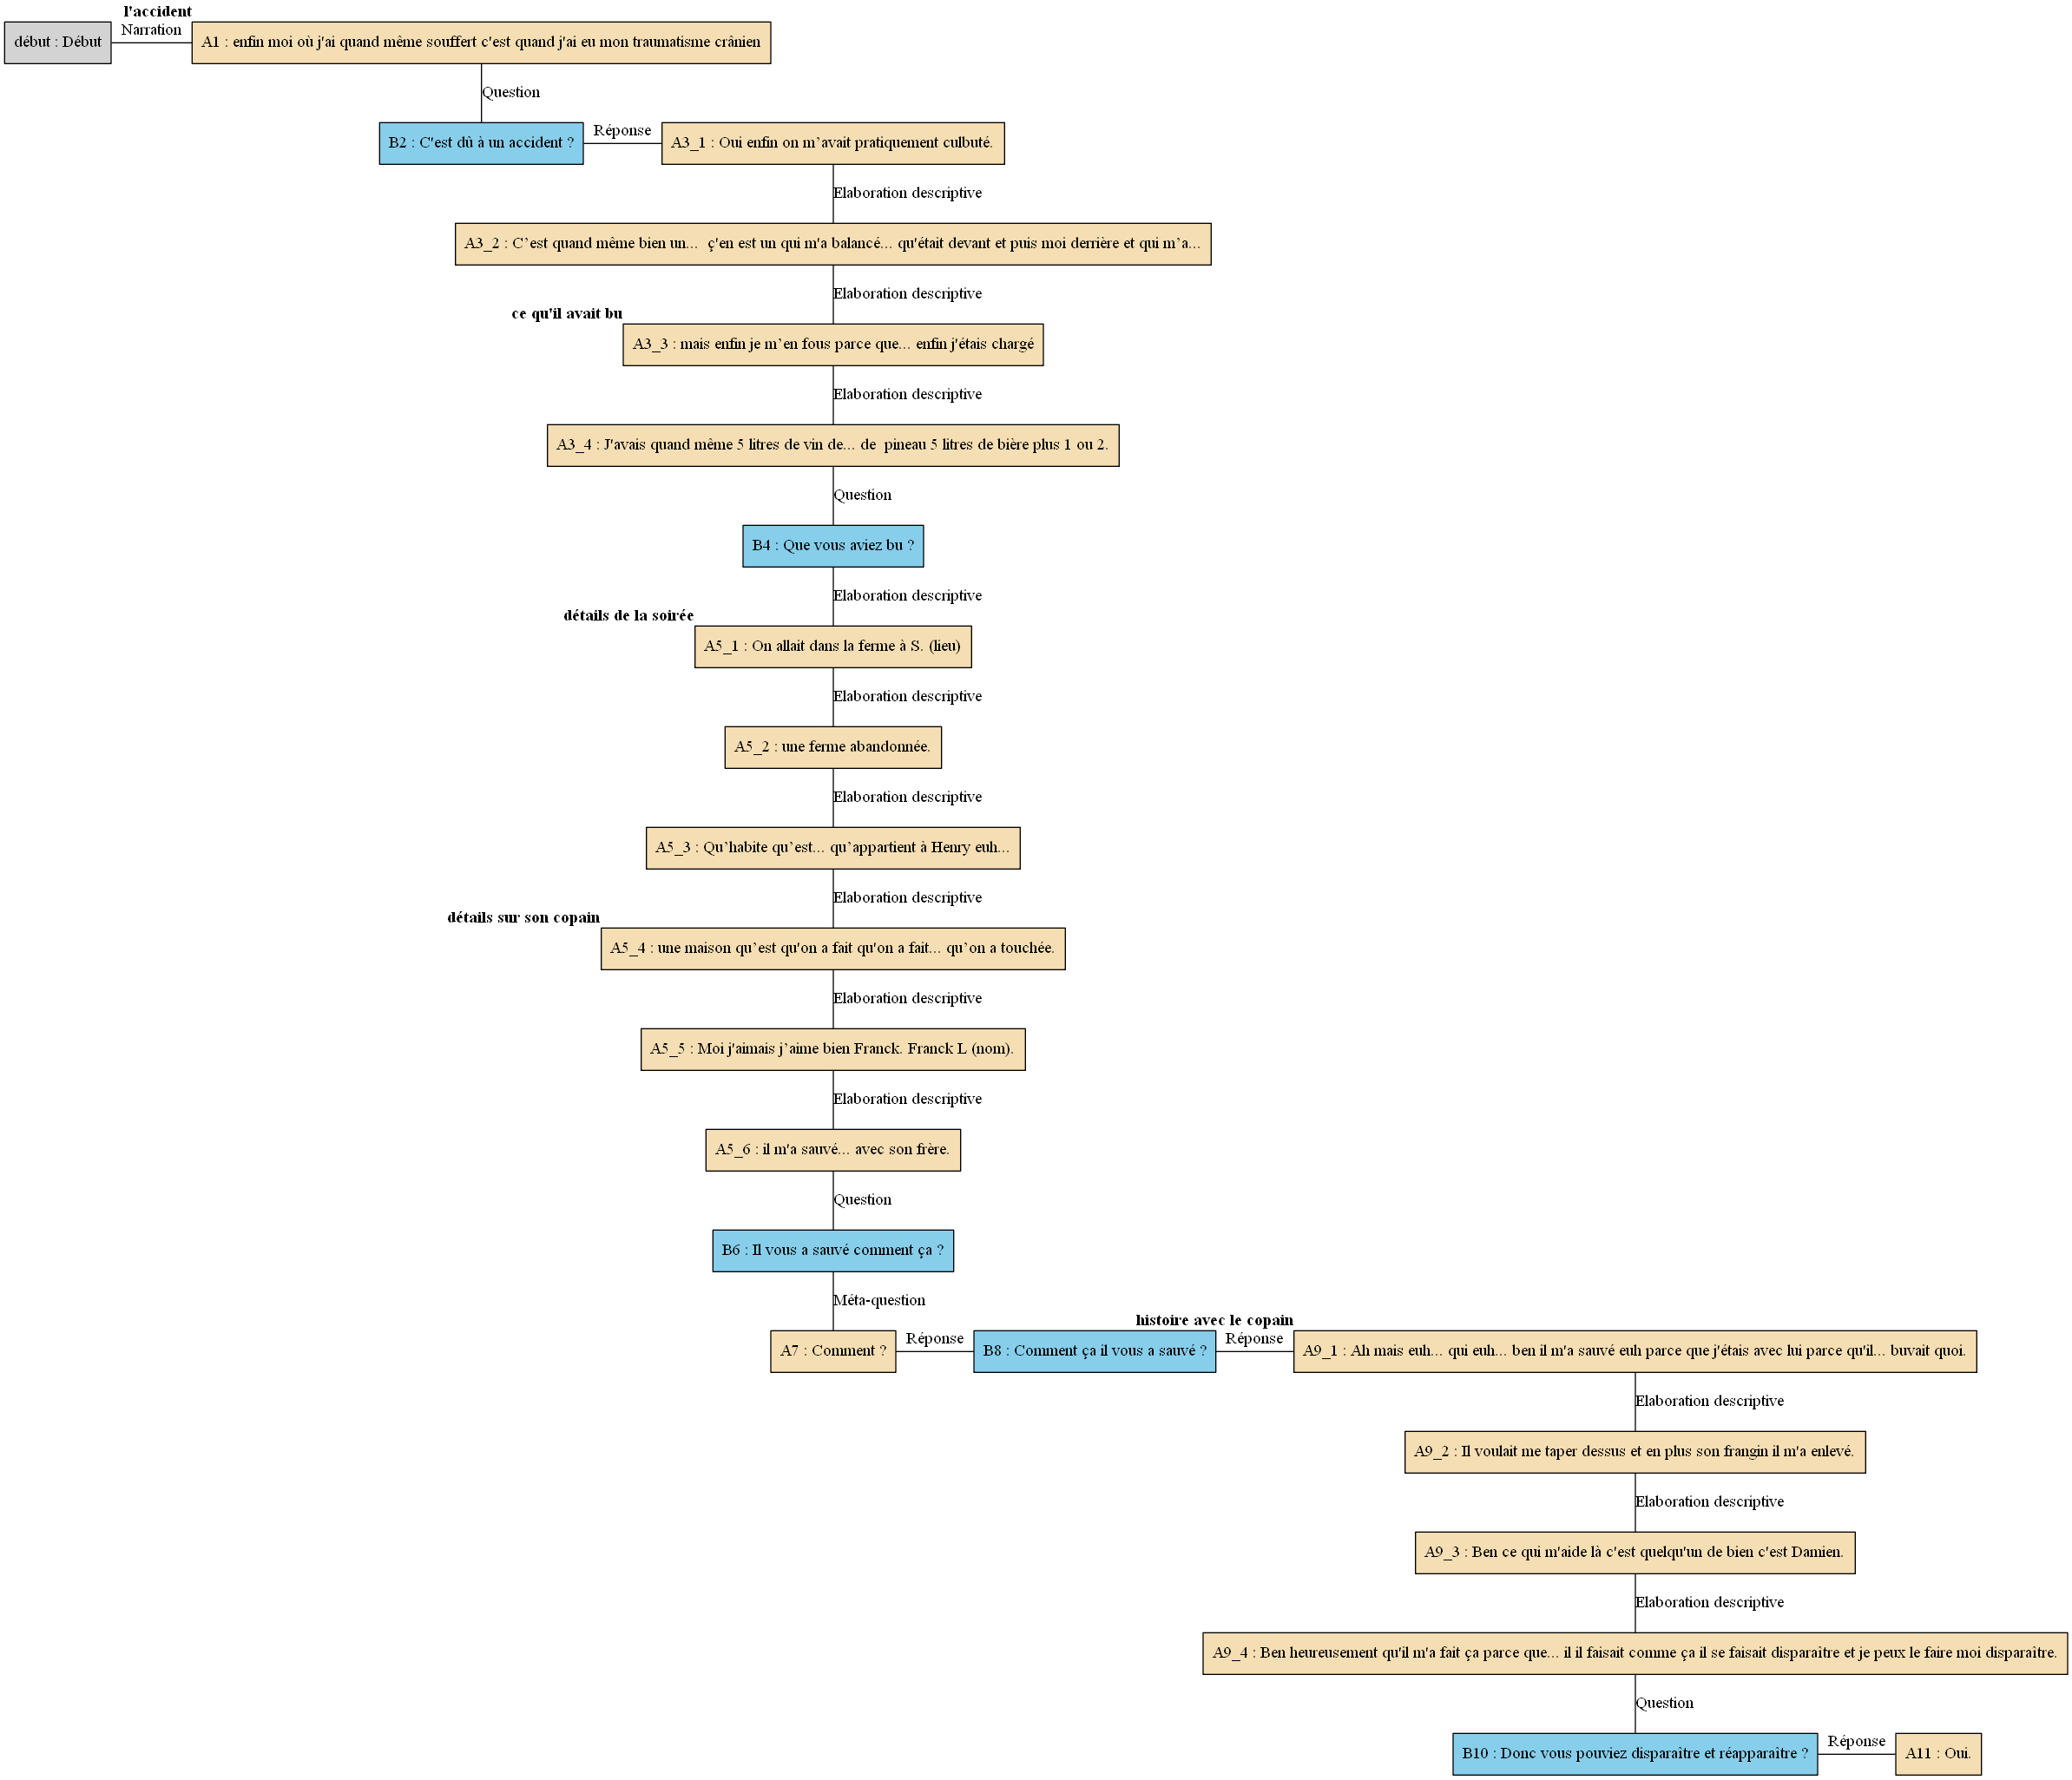 l'accident
début : Début
Narration
A1 : enfin moi où j'ai quand même souffert c'est quand j'ai eu mon traumatisme crânien
Question
B2 : C'est dû à un accident ?
Réponse
A3_1 : Oui enfin on m’avait pratiquement culbuté.
Elaboration descriptive
A3_2 : C’est quand même bien un...  ç'en est un qui m'a balancé... qu'était devant et puis moi derrière et qui m’a...
Elaboration descriptive
ce qu'il avait bu
A3_3 : mais enfin je m’en fous parce que... enfin j'étais chargé
Elaboration descriptive
A3_4 : J'avais quand même 5 litres de vin de... de  pineau 5 litres de bière plus 1 ou 2.
Question
B4 : Que vous aviez bu ?
Elaboration descriptive
détails de la soirée
A5_1 : On allait dans la ferme à S. (lieu)
Elaboration descriptive
A5_2 : une ferme abandonnée.
Elaboration descriptive
A5_3 : Qu’habite qu’est... qu’appartient à Henry euh...
Elaboration descriptive
détails sur son copain
A5_4 : une maison qu’est qu'on a fait qu'on a fait... qu’on a touchée.
Elaboration descriptive
A5_5 : Moi j'aimais j’aime bien Franck. Franck L (nom).
Elaboration descriptive
A5_6 : il m'a sauvé... avec son frère.
Question
B6 : Il vous a sauvé comment ça ?
Méta-question
A7 : Comment ?
Réponse
B8 : Comment ça il vous a sauvé ?
histoire avec le copain
Réponse
A9_1 : Ah mais euh... qui euh... ben il m'a sauvé euh parce que j'étais avec lui parce qu'il... buvait quoi.
Elaboration descriptive
A9_2 : Il voulait me taper dessus et en plus son frangin il m'a enlevé.
Elaboration descriptive
A9_3 : Ben ce qui m'aide là c'est quelqu'un de bien c'est Damien.
Elaboration descriptive
A9_4 : Ben heureusement qu'il m'a fait ça parce que... il il faisait comme ça il se faisait disparaître et je peux le faire moi disparaître.
Question
B10 : Donc vous pouviez disparaître et réapparaître ?
Réponse
A11 : Oui.